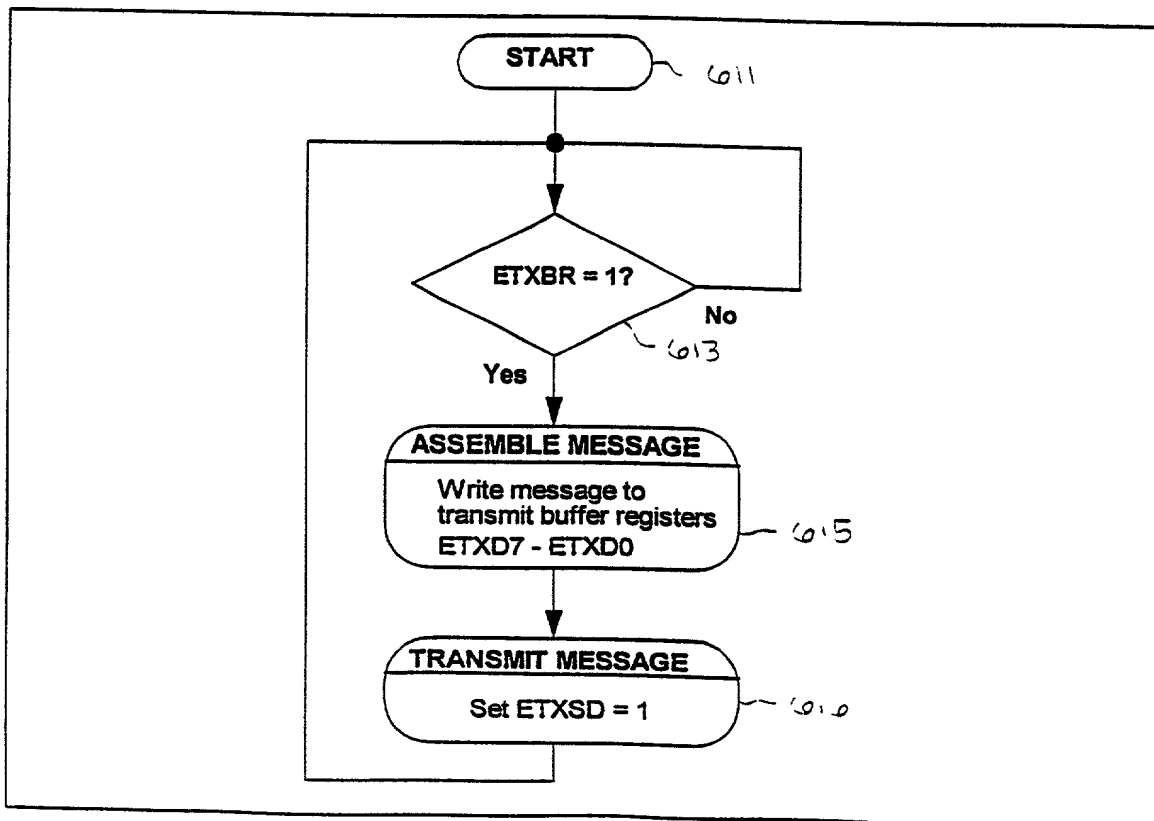 START
611
ETXBR = 1?
No
613
Yes
ASSEMBLE MESSAGE
Write message to
transmit buffer registers
ETXD7 - ETXD0
615
TRANSMIT MESSAGE
Set ETXSD = 1